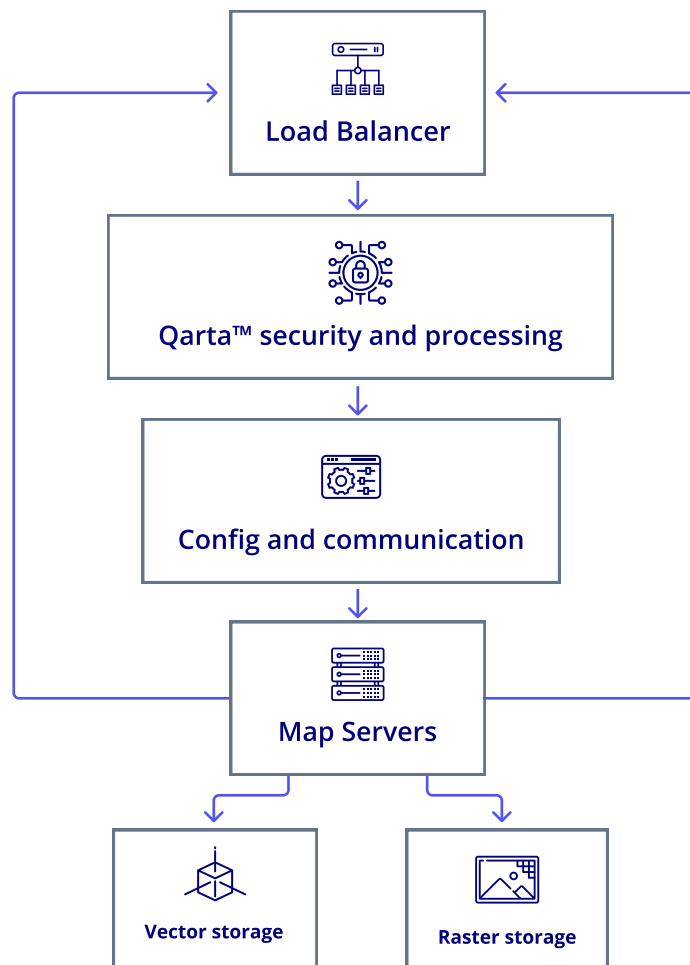 Load Balancer
Qarta™ security and processing
Config and communication
Map Servers
Vector storage
Raster storage